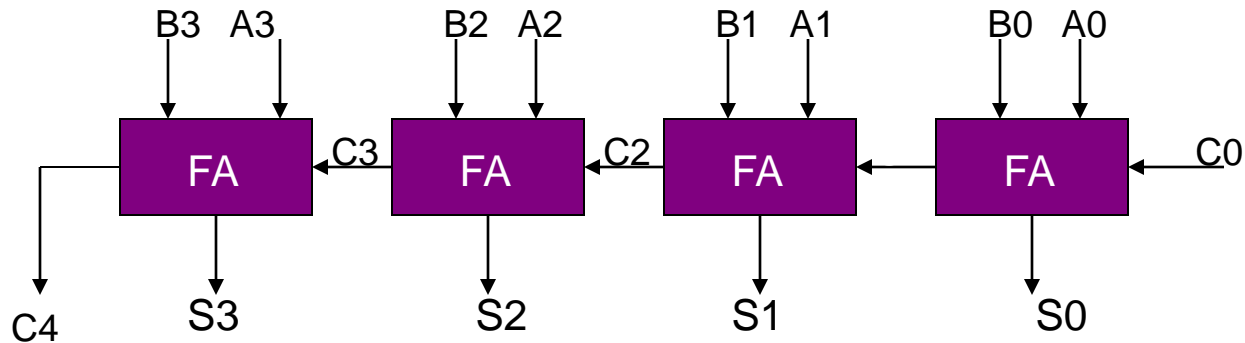 B3 A3 B2 A2 B1 A1 B0 A0
FA C3 FA C2 FA FA C0
C4 S3 S2 S1 S0